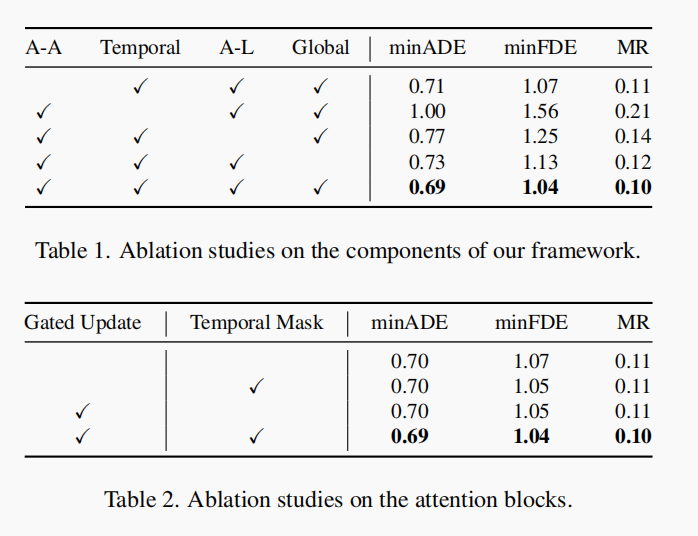 A-A Temporal A-L Global minADE minFDE MR
✓ ✓ ✓ 0.71 1.07 0.11
✓ ✓ ✓ 1.00 1.56 0.21
✓ ✓ ✓ 0.77 1.25 0.14
✓ ✓ ✓ 0.73 1.13 0.12
✓ ✓ ✓ ✓ 0.69 1.04 0.10
Table 1. Ablation studies on the components of our framework.
Gated Update Temporal Mask minADE minFDE MR
0.70 1.07 0.11
✓ 0.70 1.05 0.11
✓ 0.70 1.05 0.11
✓ ✓ 0.69 1.04 0.10
Table 2. Ablation studies on the attention blocks.